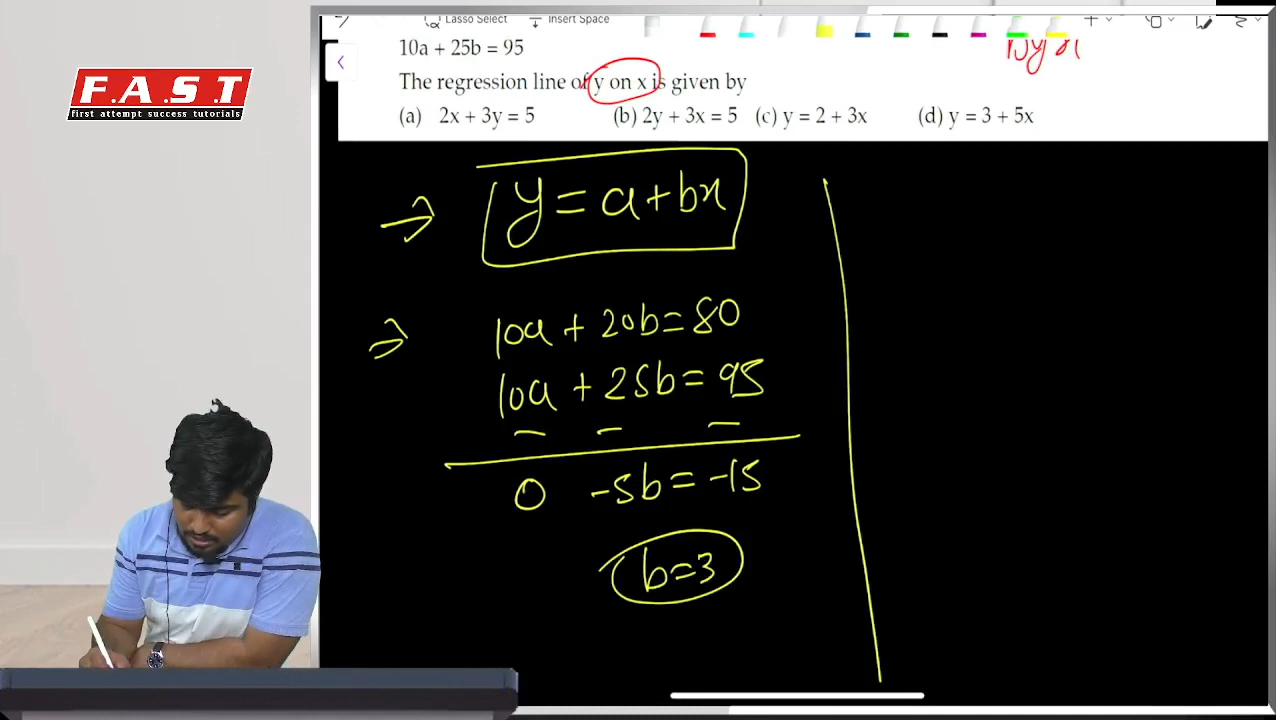 Lasso Select
Insert Space
10a + 25b = 95
The regression line of y on x is given by
(a) 2x + 3y = 5 (b) 2y + 3x = 5 (c) y = 2 + 3x (d) y = 3 + 5x
F.A.S.T
first attempt success tutorials
→ y = a+bx
⇒ 10a + 20b = 80
10a + 25b = 95
— — —
0 -5b = -15
b=3